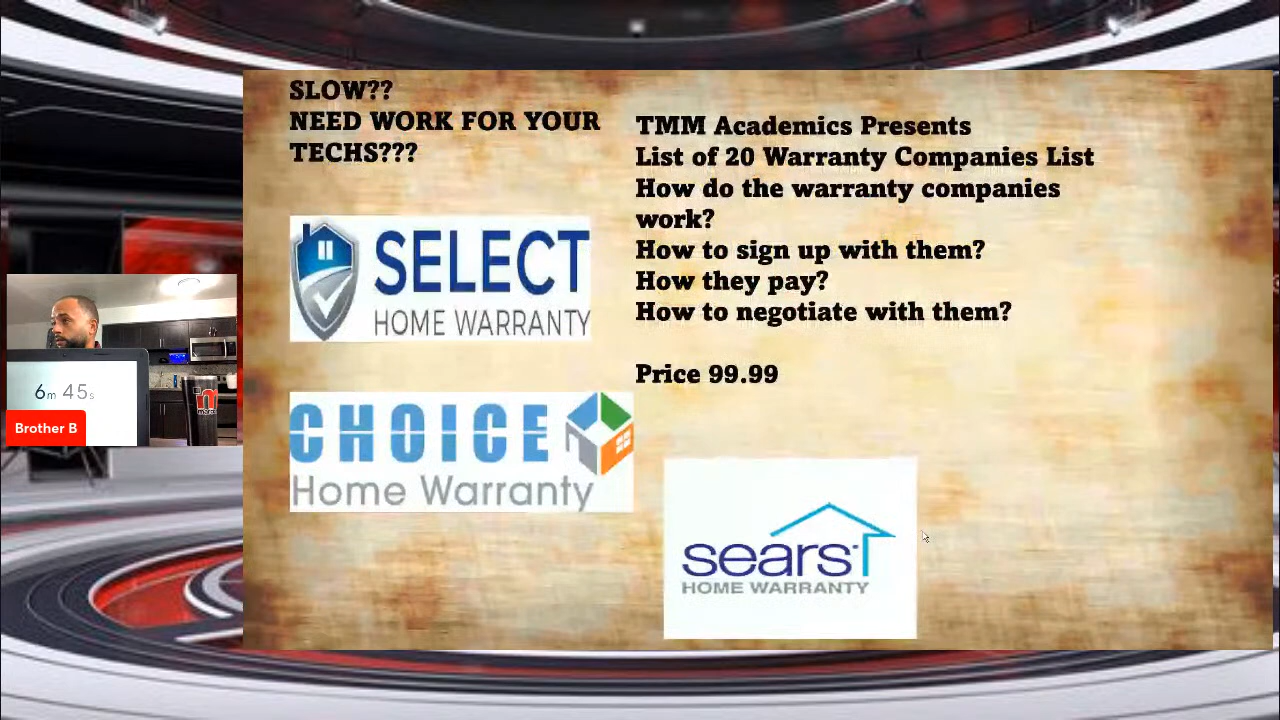 SLOW??
NEED WORK FOR YOUR
TECHS???
TMM Academics Presents
List of 20 Warranty Companies List
How do the warranty companies
work?
How to sign up with them?
How they pay?
How to negotiate with them?
Price 99.99
SELECT
HOME WARRANTY
CHOICE
Home Warranty
sears
HOME WARRANTY
6m 45s
Brother B